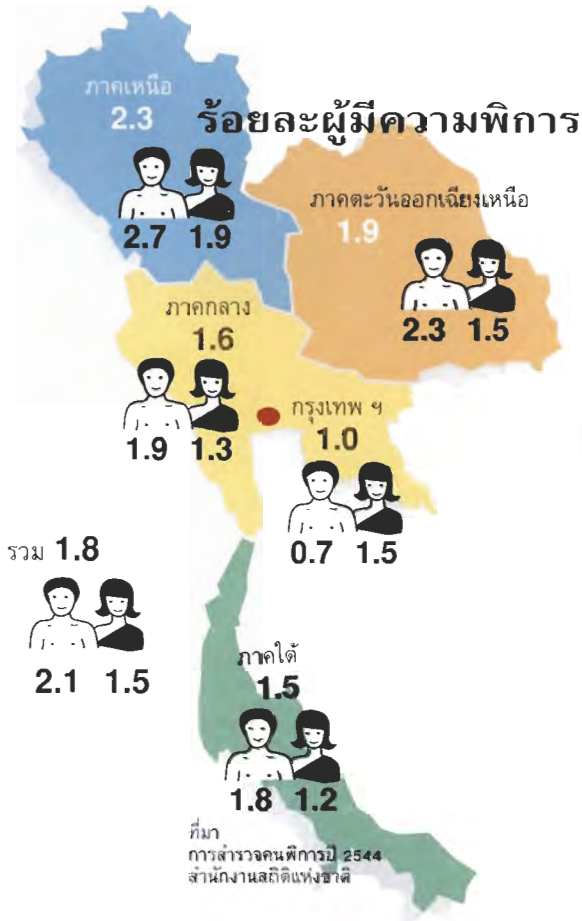 ภาคเหนือ
2.3
ร้อยละผู้มีความพิการ
2.7 1.9
ภาคตะวันออกเฉียงเหนือ
1.9
2.3 1.5
ภาคกลาง
1.6
1.9 1.3
กรุงเทพ ฯ
1.0
0.7 1.5
รวม 1.8
2.1 1.5
ภาคใต้
1.5
1.8 1.2
ที่มา
การสำรวจคนพิการปี 2544
สำนักงานสถิติแห่งชาติ